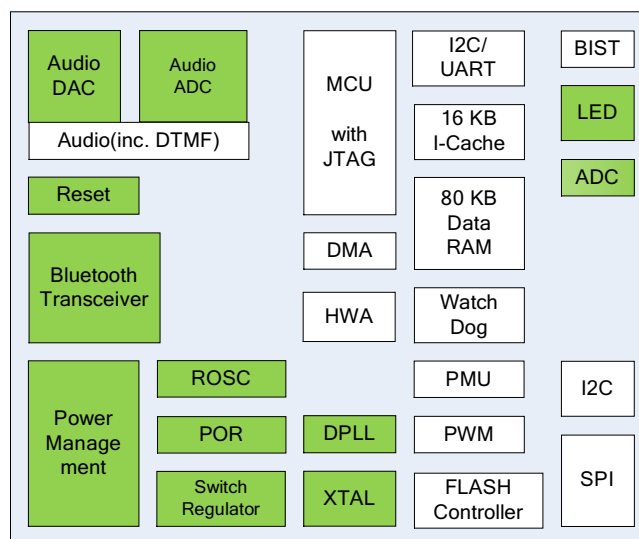 Audio
DAC
Audio
ADC
Audio(inc. DTMF)
Reset
Bluetooth
Transceiver
Power
Manage
ment
ROSC
POR
Switch
Regulator
MCU
with
JTAG
DMA
HWA
DPLL
XTAL
I2C/
UART
16 KB
I-Cache
80 KB
Data
RAM
Watch
Dog
PMU
PWM
FLASH
Controller
BIST
LED
ADC
I2C
SPI